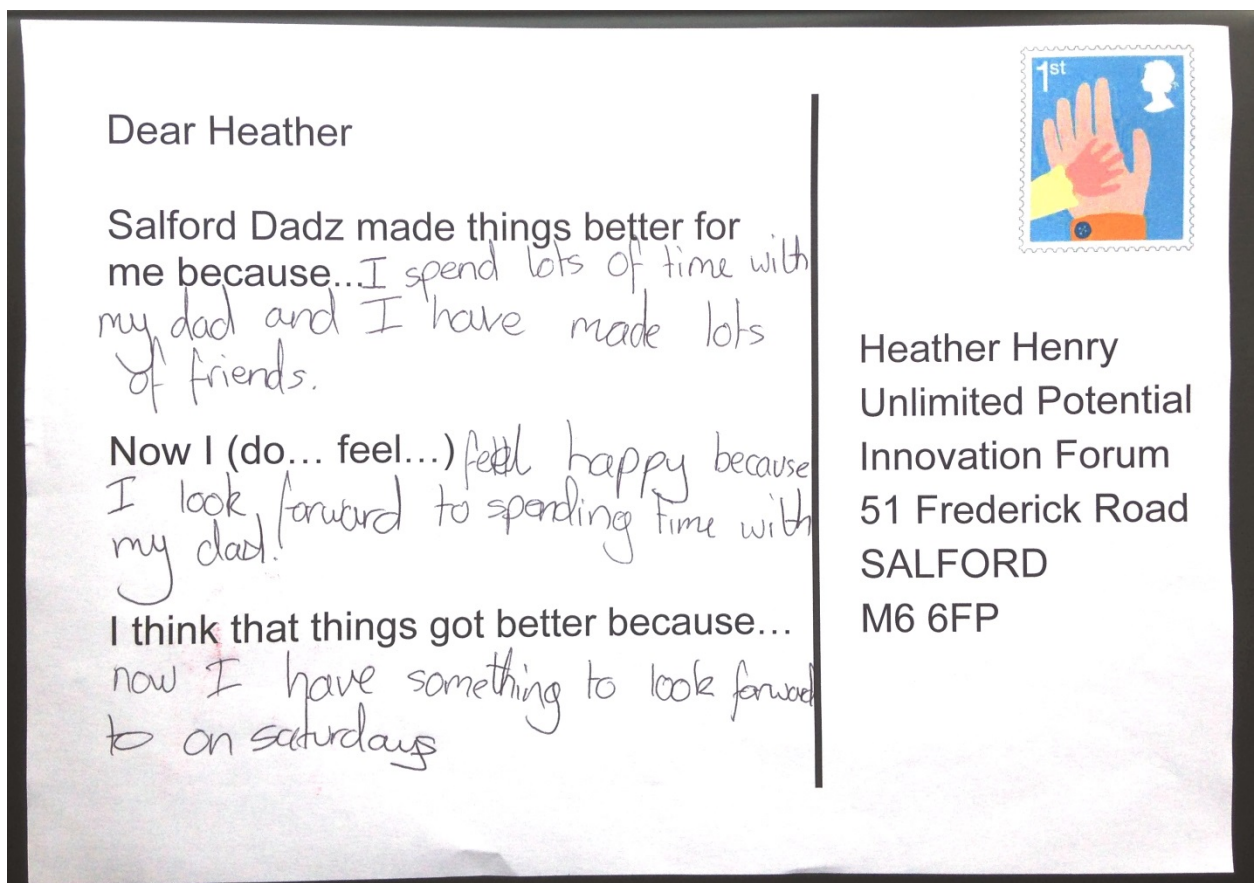 Dear Heather
Salford Dadz made things better for
me because...I spend lots of time with
my dad and I have made lots
of friends.
Now I (do... feel...) feel happy because
I look forward to spending time with
my dad.
I think that things got better because...
now I have something to look forward
to on saturdays
1st
Heather Henry
Unlimited Potential
Innovation Forum
51 Frederick Road
SALFORD
M6 6FP